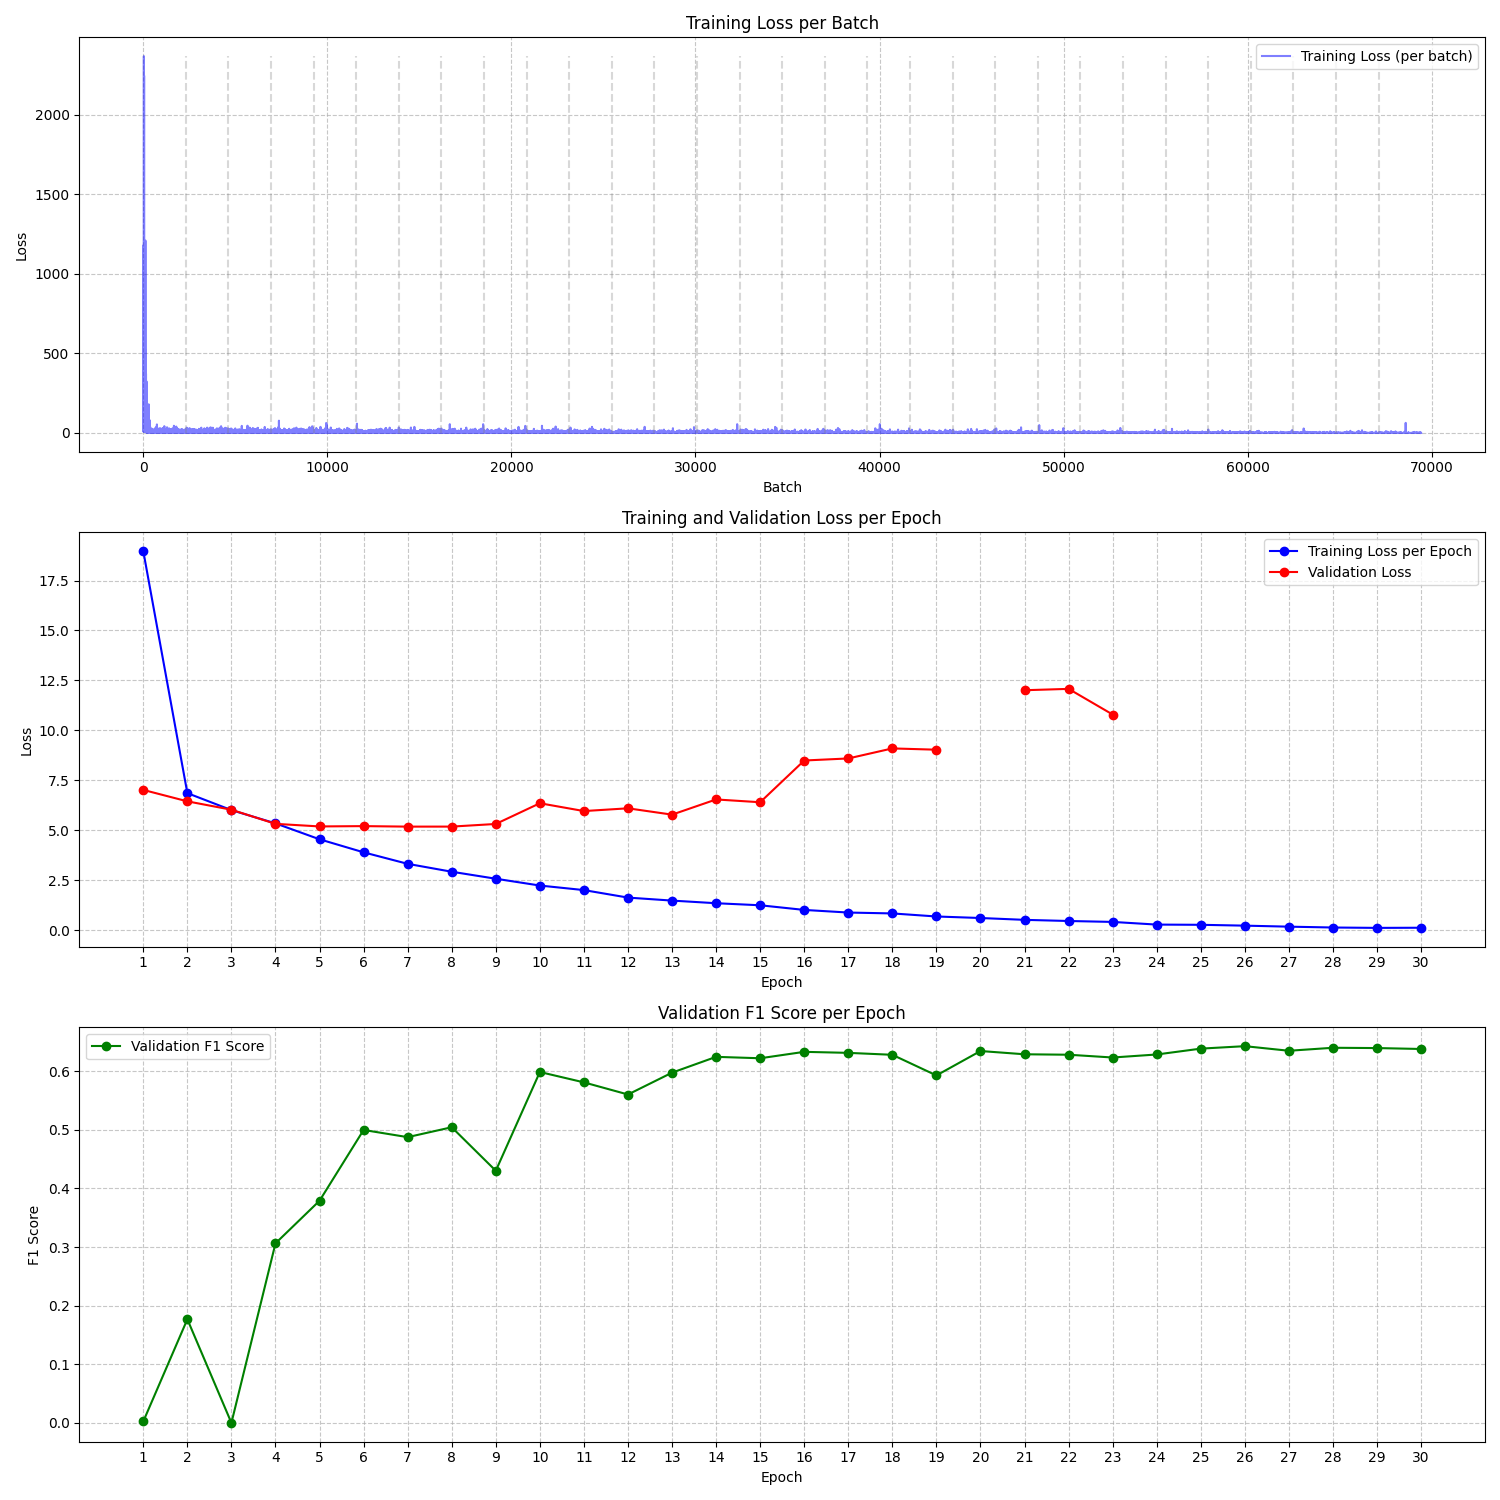 Training Loss per Batch
Training Loss (per batch)
2000
1500
1000
500
0
Loss
0 10000 20000 30000 40000 50000 60000 70000
Batch
Training and Validation Loss per Epoch
Training Loss per Epoch
Validation Loss
17.5
15.0
12.5
10.0
7.5
5.0
2.5
0.0
Loss
1 2 3 4 5 6 7 8 9 10 11 12 13 14 15 16 17 18 19 20 21 22 23 24 25 26 27 28 29 30
Epoch
Validation F1 Score per Epoch
Validation F1 Score
0.6
0.5
0.4
0.3
0.2
0.1
0.0
F1 Score
1 2 3 4 5 6 7 8 9 10 11 12 13 14 15 16 17 18 19 20 21 22 23 24 25 26 27 28 29 30
Epoch